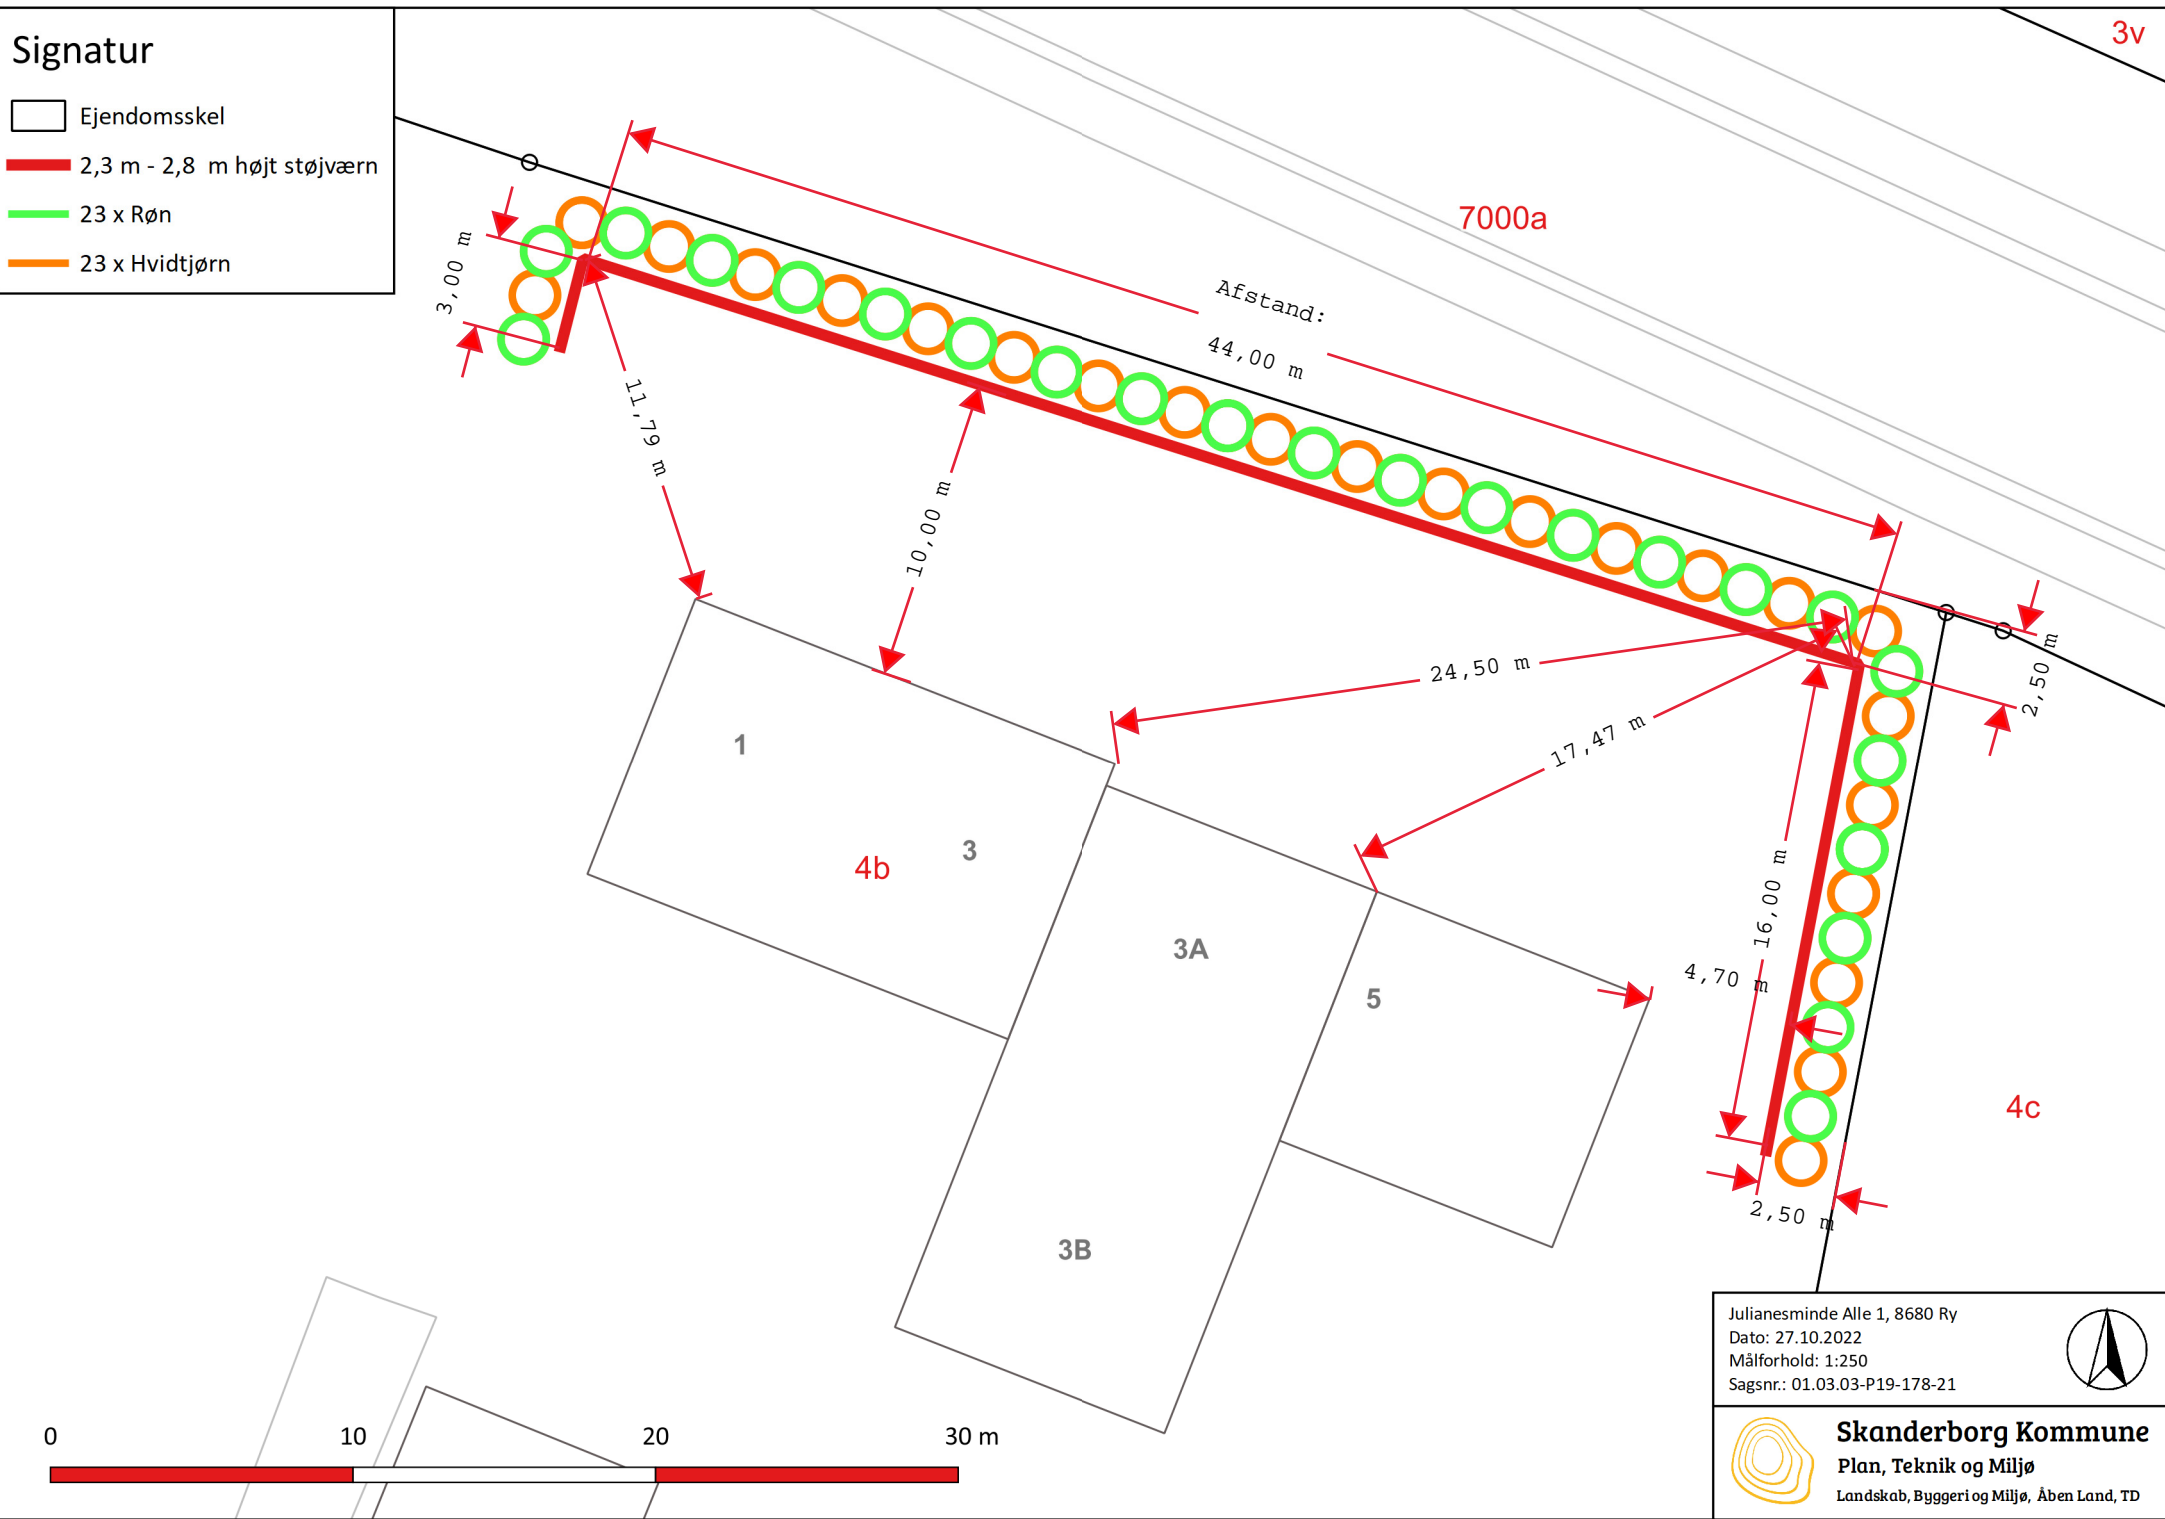 Signatur
Ejendomsskel
2,3 m - 2,8  m højt støjværn
23 x Røn
23 x Hvidtjørn
3v
7000a
Afstand:
44,00 m
3,00 m
11,79 m
10,00 m
24,50 m
17,47 m
2,50 m
16,00 m
4,70 m
2,50 m
1
3
4b
3A
5
3B
4c
0 10 20 30 m
Julianesminde Alle 1, 8680 Ry
Dato: 27.10.2022
Målforhold: 1:250
Sagsnr.: 01.03.03-P19-178-21
Skanderborg Kommune
Plan, Teknik og Miljø
Landskab, Byggeri og Miljø, Åben Land, TD